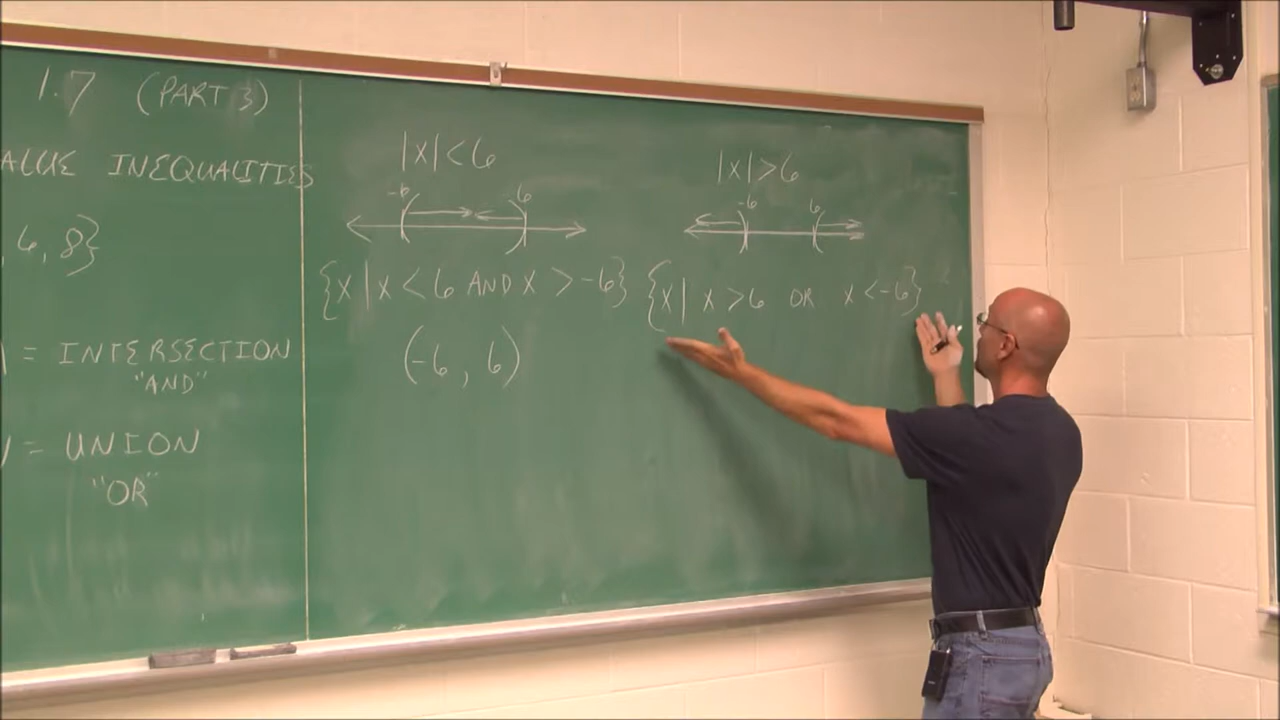 1.7 (PART 3)
VALUE INEQUALITIES
, 6, 8}
= INTERSECTION
"AND"
= UNION
"OR"
|x| < 6
-6 6
{x | x < 6 AND x > -6}
(-6, 6)
|x| > 6
-6 6
{x | x > 6 OR x < -6}